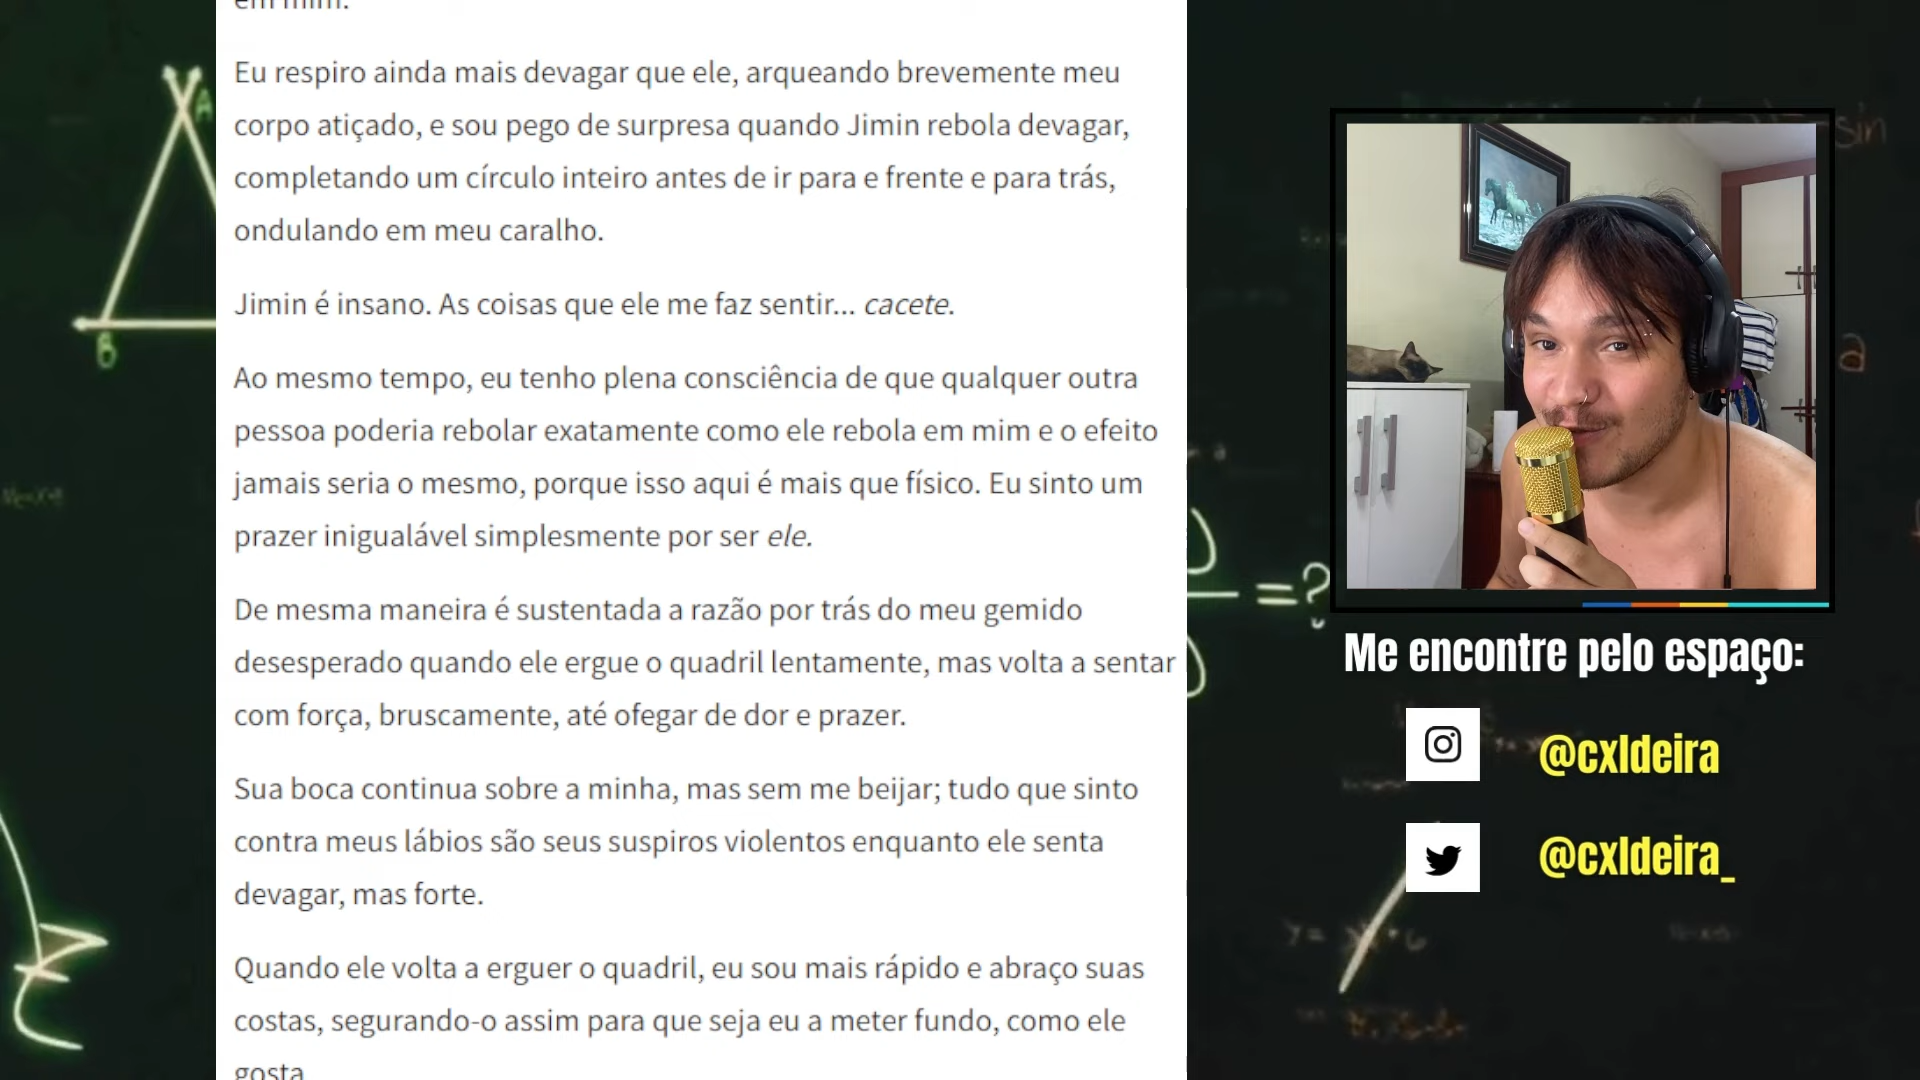 em mim.
Eu respiro ainda mais devagar que ele, arqueando brevemente meu
corpo atiçado, e sou pego de surpresa quando Jimin rebola devagar,
completando um círculo inteiro antes de ir para e frente e para trás,
ondulando em meu caralho.
Jimin é insano. As coisas que ele me faz sentir... cacete.
Ao mesmo tempo, eu tenho plena consciência de que qualquer outra
pessoa poderia rebolar exatamente como ele rebola em mim e o efeito
jamais seria o mesmo, porque isso aqui é mais que físico. Eu sinto um
prazer inigualável simplesmente por ser ele.
De mesma maneira é sustentada a razão por trás do meu gemido
desesperado quando ele ergue o quadril lentamente, mas volta a sentar
com força, bruscamente, até ofegar de dor e prazer.
Sua boca continua sobre a minha, mas sem me beijar; tudo que sinto
contra meus lábios são seus suspiros violentos enquanto ele senta
devagar, mas forte.
Quando ele volta a erguer o quadril, eu sou mais rápido e abraço suas
costas, segurando-o assim para que seja eu a meter fundo, como ele
gosta
A
B
sin
a
=?
Me encontre pelo espaço:
@cxldeira
@cxldeira_
y=